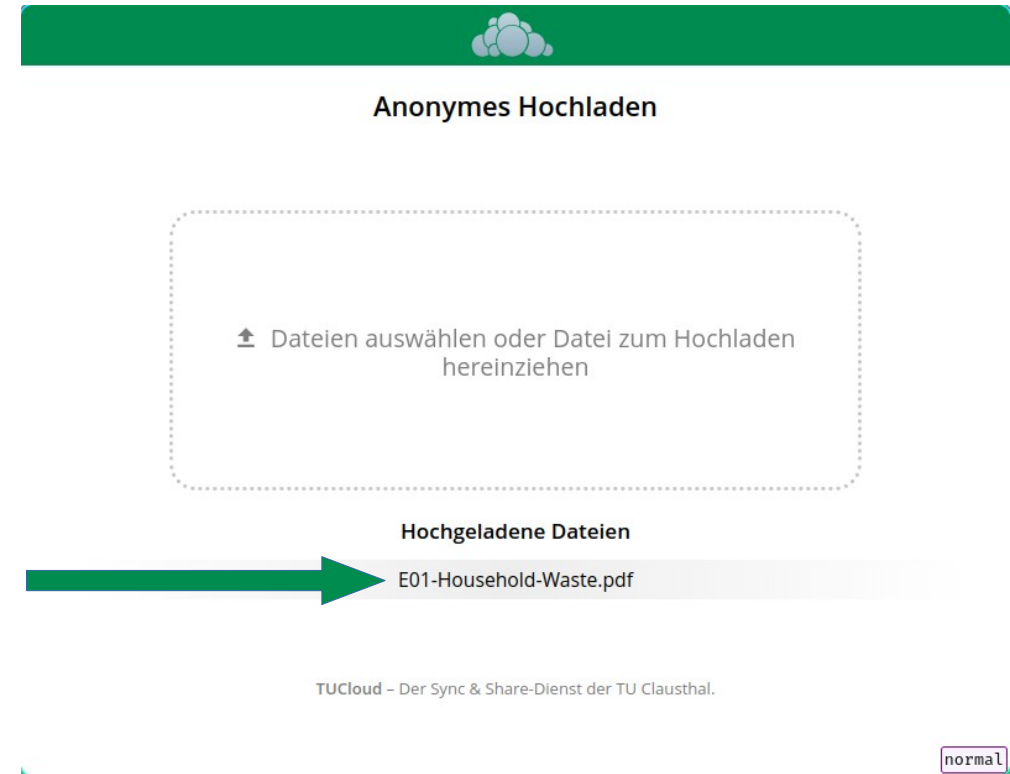 Anonymes Hochladen
Dateien auswählen oder Datei zum Hochladen
hereinziehen
Hochgeladene Dateien
E01-Household-Waste.pdf
TUCloud – Der Sync & Share-Dienst der TU Clausthal.
normal